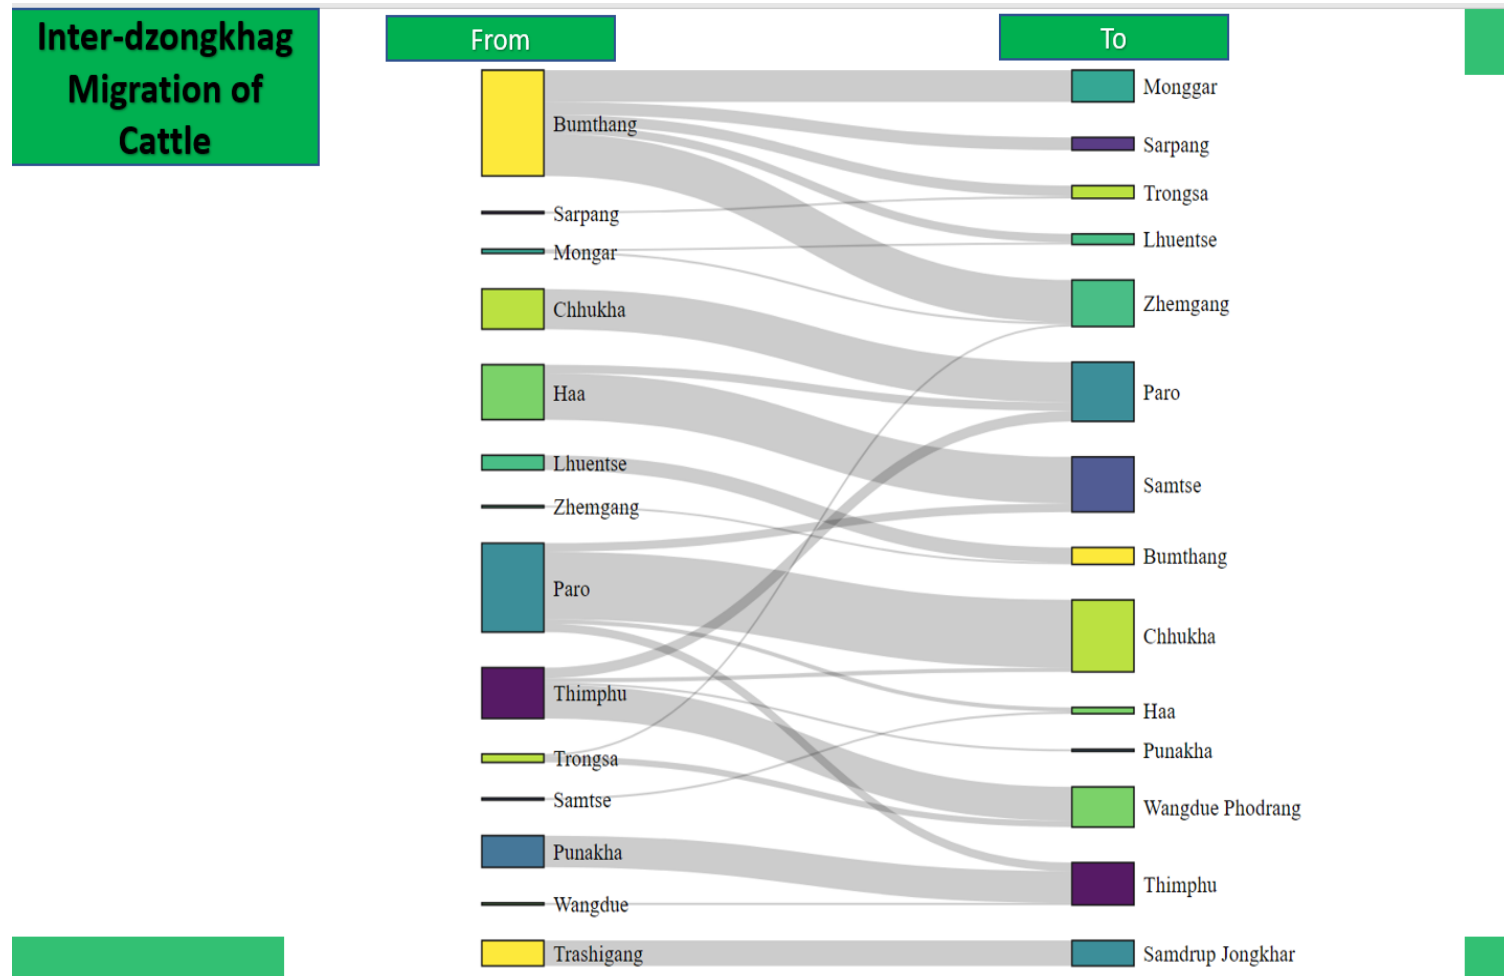 Inter-dzongkhag
Migration of
Cattle
From
To
Bumthang
Sarpang
Mongar
Chhukha
Haa
Lhuentse
Zhemgang
Paro
Thimphu
Trongsa
Samtse
Punakha
Wangdue
Trashigang
Monggar
Sarpang
Trongsa
Lhuentse
Zhemgang
Paro
Samtse
Bumthang
Chhukha
Haa
Punakha
Wangdue Phodrang
Thimphu
Samdrup Jongkhar